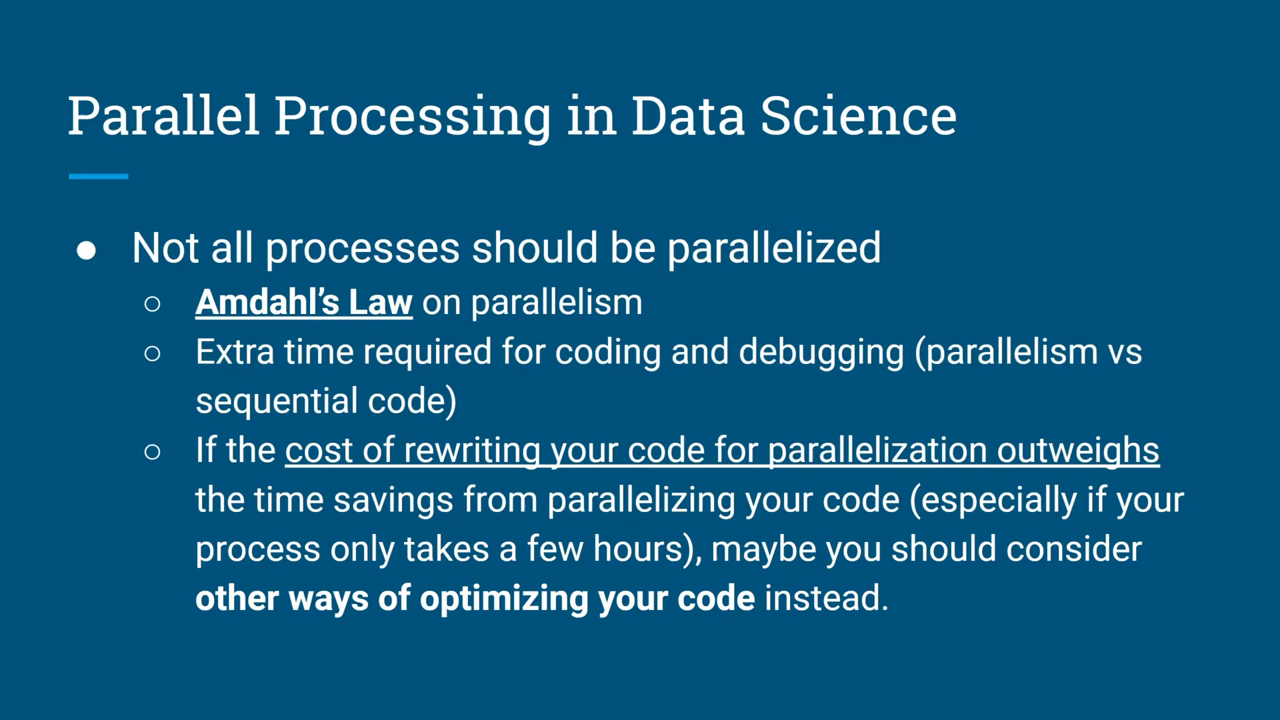 Parallel Processing in Data Science
● Not all processes should be parallelized
○ Amdahl’s Law on parallelism
○ Extra time required for coding and debugging (parallelism vs
sequential code)
○ If the cost of rewriting your code for parallelization outweighs
the time savings from parallelizing your code (especially if your
process only takes a few hours), maybe you should consider
other ways of optimizing your code instead.